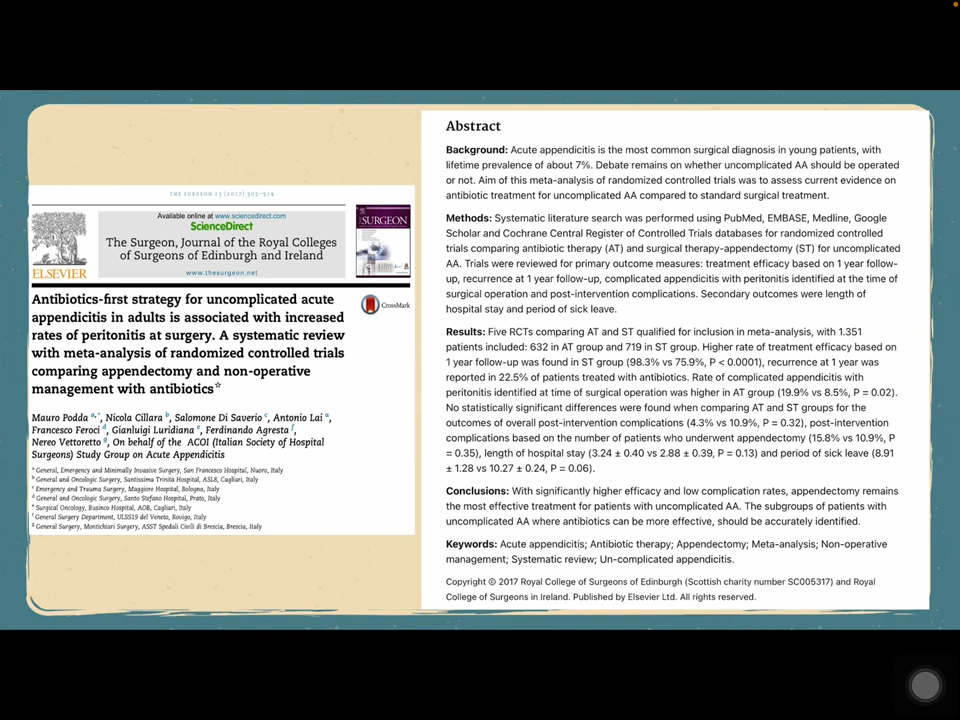 THE SURGEON 15 (2017) 303–314
Available online at www.sciencedirect.com
ScienceDirect
The Surgeon, Journal of the Royal Colleges
of Surgeons of Edinburgh and Ireland
www.thesurgeon.net
ELSEVIER
SURGEON
CrossMark
Antibiotics-first strategy for uncomplicated acute
appendicitis in adults is associated with increased
rates of peritonitis at surgery. A systematic review
with meta-analysis of randomized controlled trials
comparing appendectomy and non-operative
management with antibiotics☆
Mauro Podda a,*, Nicola Cillara b, Salomone Di Saverio c, Antonio Lai a,
Francesco Feroci d, Gianluigi Luridiana e, Ferdinando Agresta f,
Nereo Vettoretto g, On behalf of the ACOI (Italian Society of Hospital
Surgeons) Study Group on Acute Appendicitis
a General, Emergency and Minimally Invasive Surgery, San Francesco Hospital, Nuoro, Italy
b General and Oncologic Surgery, Santissima Trinità Hospital, ASL8, Cagliari, Italy
c Emergency and Trauma Surgery, Maggiore Hospital, Bologna, Italy
d General and Oncologic Surgery, Santo Stefano Hospital, Prato, Italy
e Surgical Oncology, Businco Hospital, AOB, Cagliari, Italy
f General Surgery Department, ULSS19 del Veneto, Rovigo, Italy
g General Surgery, Montichiari Surgery, ASST Spedali Civili di Brescia, Brescia, Italy
Abstract
Background: Acute appendicitis is the most common surgical diagnosis in young patients, with
lifetime prevalence of about 7%. Debate remains on whether uncomplicated AA should be operated
or not. Aim of this meta-analysis of randomized controlled trials was to assess current evidence on
antibiotic treatment for uncomplicated AA compared to standard surgical treatment.
Methods: Systematic literature search was performed using PubMed, EMBASE, Medline, Google
Scholar and Cochrane Central Register of Controlled Trials databases for randomized controlled
trials comparing antibiotic therapy (AT) and surgical therapy-appendectomy (ST) for uncomplicated
AA. Trials were reviewed for primary outcome measures: treatment efficacy based on 1 year follow-
up, recurrence at 1 year follow-up, complicated appendicitis with peritonitis identified at the time of
surgical operation and post-intervention complications. Secondary outcomes were length of
hospital stay and period of sick leave.
Results: Five RCTs comparing AT and ST qualified for inclusion in meta-analysis, with 1.351
patients included: 632 in AT group and 719 in ST group. Higher rate of treatment efficacy based on
1 year follow-up was found in ST group (98.3% vs 75.9%, P < 0.0001), recurrence at 1 year was
reported in 22.5% of patients treated with antibiotics. Rate of complicated appendicitis with
peritonitis identified at time of surgical operation was higher in AT group (19.9% vs 8.5%, P = 0.02).
No statistically significant differences were found when comparing AT and ST groups for the
outcomes of overall post-intervention complications (4.3% vs 10.9%, P = 0.32), post-intervention
complications based on the number of patients who underwent appendectomy (15.8% vs 10.9%, P
= 0.35), length of hospital stay (3.24 ± 0.40 vs 2.88 ± 0.39, P = 0.13) and period of sick leave (8.91
± 1.28 vs 10.27 ± 0.24, P = 0.06).
Conclusions: With significantly higher efficacy and low complication rates, appendectomy remains
the most effective treatment for patients with uncomplicated AA. The subgroups of patients with
uncomplicated AA where antibiotics can be more effective, should be accurately identified.
Keywords: Acute appendicitis; Antibiotic therapy; Appendectomy; Meta-analysis; Non-operative
management; Systematic review; Un-complicated appendicitis.
Copyright © 2017 Royal College of Surgeons of Edinburgh (Scottish charity number SC005317) and Royal
College of Surgeons in Ireland. Published by Elsevier Ltd. All rights reserved.